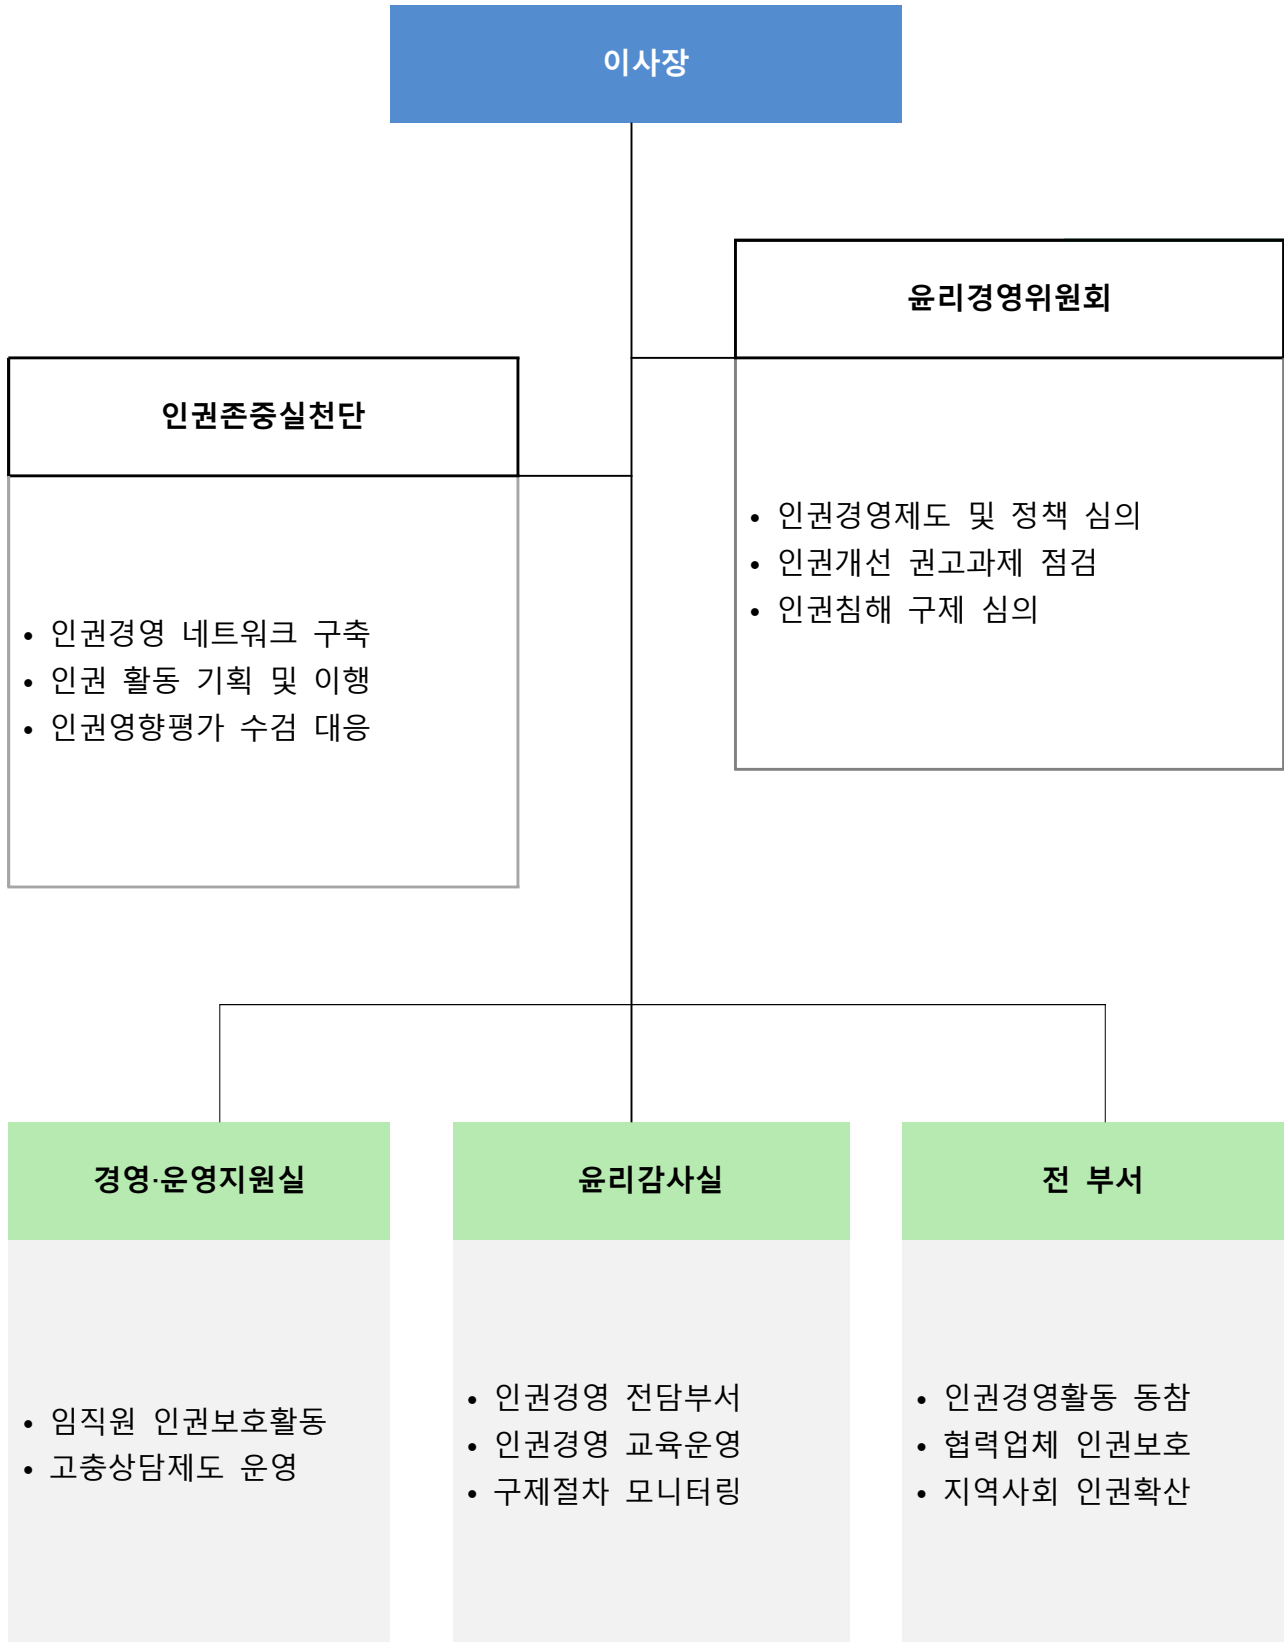 이사장
윤리경영위원회
• 인권경영제도 및 정책 심의
• 인권개선 권고과제 점검
• 인권침해 구제 심의
인권존중실천단
• 인권경영 네트워크 구축
• 인권 활동 기획 및 이행
• 인권영향평가 수검 대응
경영·운영지원실
• 임직원 인권보호활동
• 고충상담제도 운영
윤리감사실
• 인권경영 전담부서
• 인권경영 교육운영
• 구제절차 모니터링
전 부서
• 인권경영활동 동참
• 협력업체 인권보호
• 지역사회 인권확산